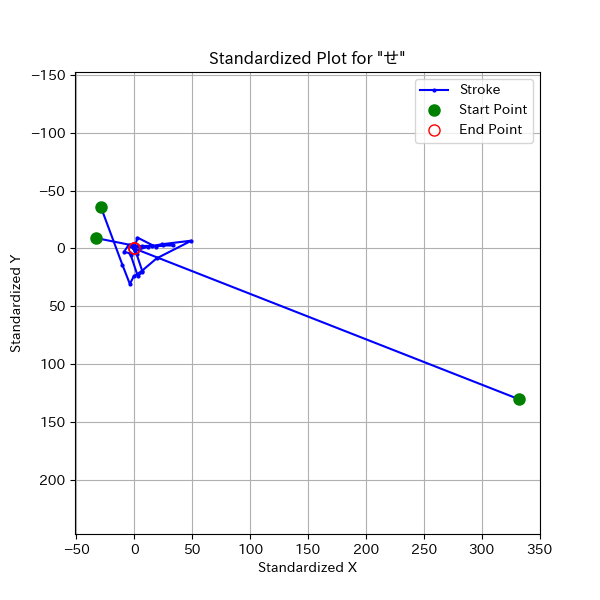 Standardized Plot for "せ"
Stroke
Start Point
End Point
−150
−100
−50
0
50
100
150
200
Standardized Y
−50 0 50 100 150 200 250 300 350
Standardized X